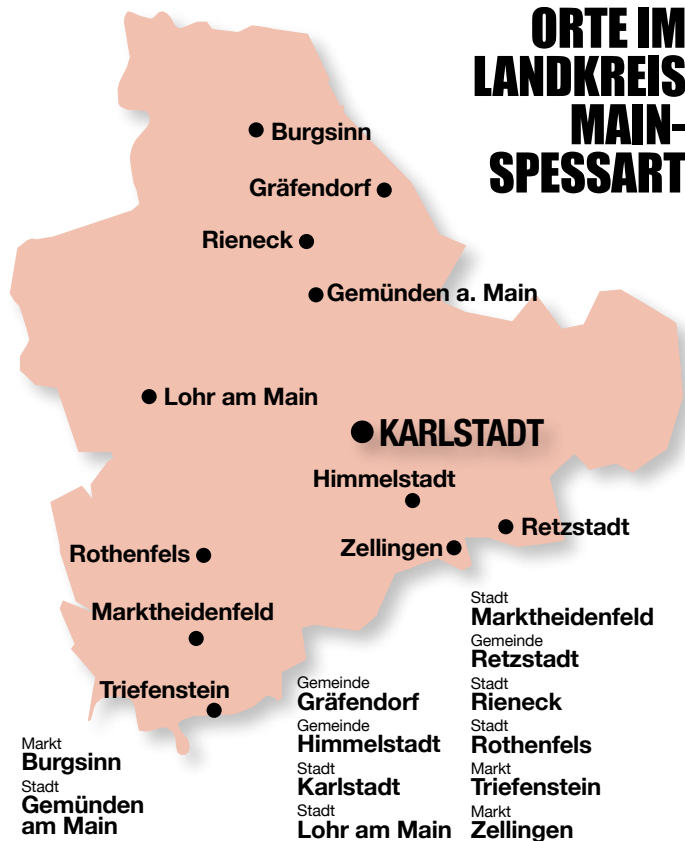 ORTE IM
LANDKREIS
MAIN-
SPESSART
Burgsinn
Gräfendorf
Rieneck
Gemünden a. Main
Lohr am Main
KARLSTADT
Himmelstadt
Retzstadt
Zellingen
Rothenfels
Marktheidenfeld
Triefenstein
Markt
Burgsinn
Stadt
Gemünden
am Main
Gemeinde
Gräfendorf
Gemeinde
Himmelstadt
Stadt
Karlstadt
Stadt
Lohr am Main
Stadt
Marktheidenfeld
Gemeinde
Retzstadt
Stadt
Rieneck
Stadt
Rothenfels
Markt
Triefenstein
Markt
Zellingen